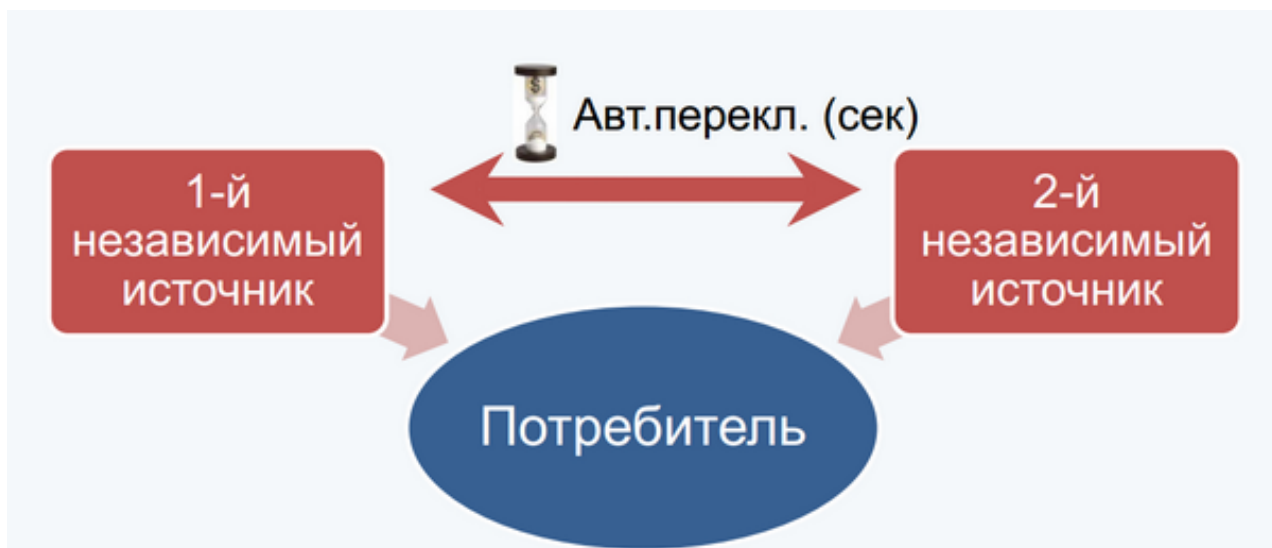 Авт.перекл. (сек)
1-й
независимый
источник
2-й
независимый
источник
Потребитель